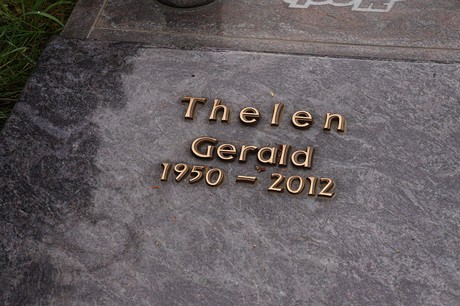 Thelen
Gerald
1950 – 2012